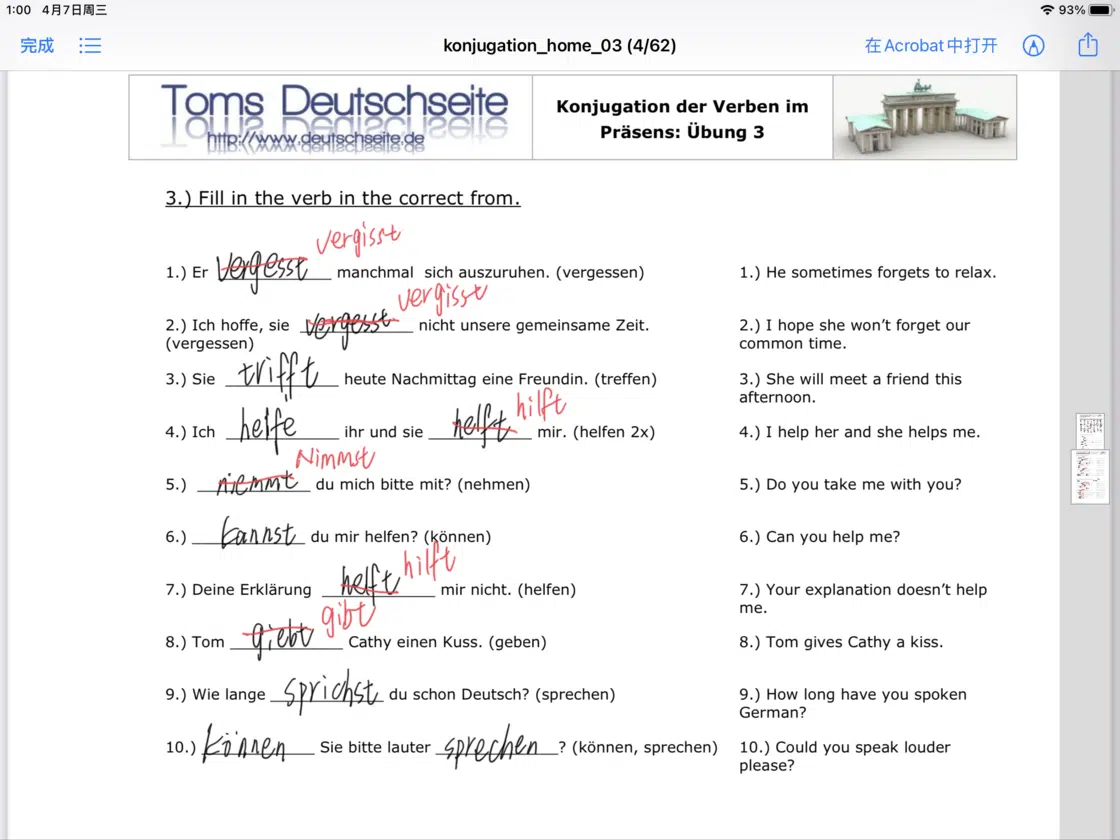 1:00 4月7日周三 93%
完成 konjugation_home_03 (4/62) 在Acrobat中打开
Toms Deutschseite
http://www.deutschseite.de
Konjugation der Verben im
Präsens: Übung 3
3.) Fill in the verb in the correct from.
vergisst
1.) Er vergesst manchmal sich auszuruhen. (vergessen) 1.) He sometimes forgets to relax.
vergisst
2.) Ich hoffe, sie vergesst nicht unsere gemeinsame Zeit. 2.) I hope she won't forget our
(vergessen) common time.
3.) Sie trifft heute Nachmittag eine Freundin. (treffen) 3.) She will meet a friend this
afternoon.
hilft
4.) Ich helfe ihr und sie helft mir. (helfen 2x) 4.) I help her and she helps me.
Nimmst
5.) niemmt du mich bitte mit? (nehmen) 5.) Do you take me with you?
6.) kannst du mir helfen? (können) 6.) Can you help me?
hilft
7.) Deine Erklärung helft mir nicht. (helfen) 7.) Your explanation doesn't help
me.
gibt
8.) Tom giebt Cathy einen Kuss. (geben) 8.) Tom gives Cathy a kiss.
9.) Wie lange sprichst du schon Deutsch? (sprechen) 9.) How long have you spoken
German?
10.) können Sie bitte lauter sprechen? (können, sprechen) 10.) Could you speak louder
please?